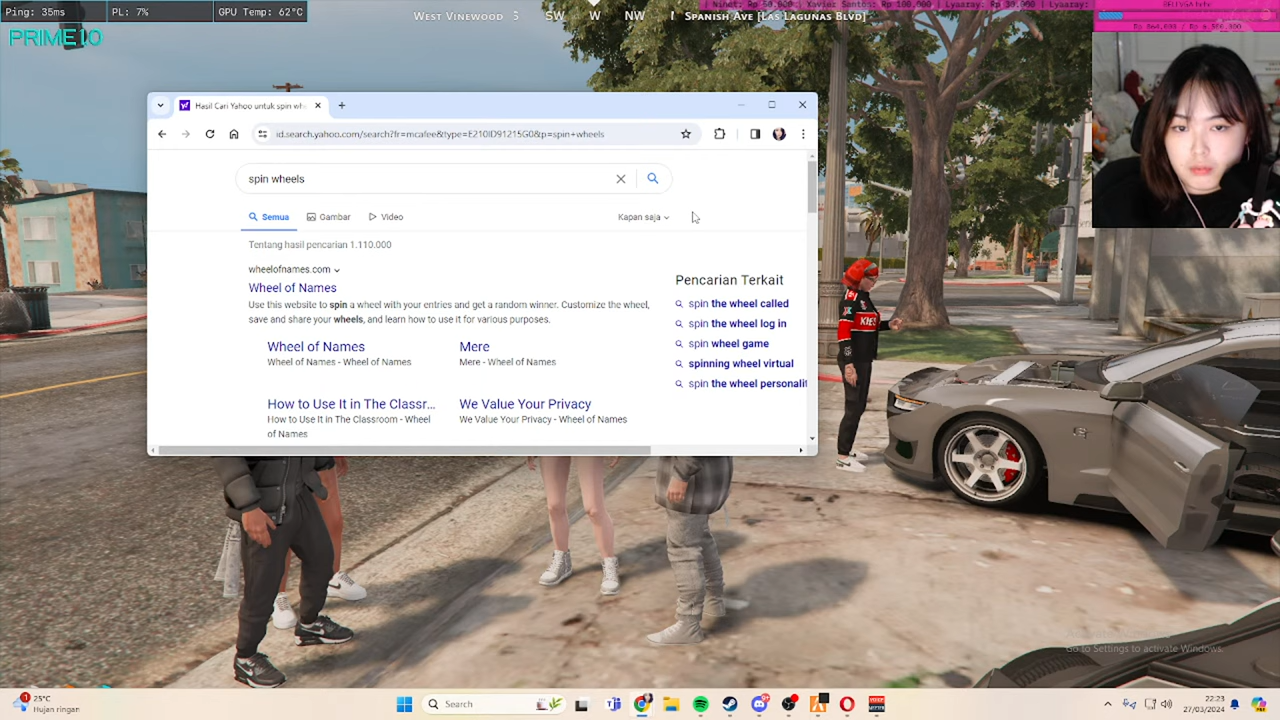 Ping: 35ms PL: 7% GPU Temp: 62°C
PRIME10
WEST VINEWOOD SW W NW SPANISH AVE [LAS LAGUNAS BLVD]
Hasil Cari Yahoo untuk spin whe
id.search.yahoo.com/search?fr=mcafee&type=E210ID91215G0&p=spin+wheels
spin wheels
Semua Gambar Video Kapan saja
Tentang hasil pencarian 1.110.000
wheelofnames.com
Wheel of Names
Use this website to spin a wheel with your entries and get a random winner. Customize the wheel,
save and share your wheels, and learn how to use it for various purposes.
Wheel of Names
Wheel of Names - Wheel of Names
Mere
Mere - Wheel of Names
How to Use It in The Classr...
How to Use It in The Classroom - Wheel
of Names
We Value Your Privacy
We Value Your Privacy - Wheel of Names
Pencarian Terkait
spin the wheel called
spin the wheel log in
spin wheel game
spinning wheel virtual
spin the wheel personalit
Go to Settings to activate Windows.
1
25°C
Hujan ringan
Search
22:23
27/03/2024